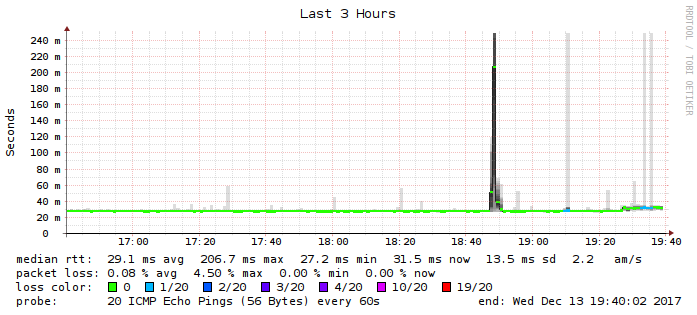 Last 3 Hours
RRDTOOL / TOBI OETIKER
Seconds
240 m
220 m
200 m
180 m
160 m
140 m
120 m
100 m
80 m
60 m
40 m
20 m
0
17:00 17:20 17:40 18:00 18:20 18:40 19:00 19:20 19:40
median rtt: 29.1 ms avg 206.7 ms max 27.2 ms min 31.5 ms now 13.5 ms sd 2.2 am/s
packet loss: 0.08 % avg 4.50 % max 0.00 % min 0.00 % now
loss color: 0 1/20 2/20 3/20 4/20 10/20 19/20
probe: 20 ICMP Echo Pings (56 Bytes) every 60s end: Wed Dec 13 19:40:02 2017